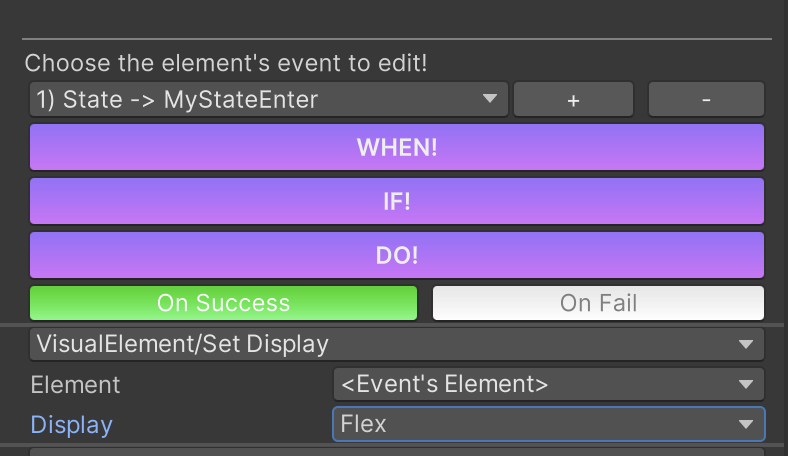 Choose the element's event to edit!
1) State -> MyStateEnter + -
WHEN!
IF!
DO!
On Success On Fail
VisualElement/Set Display
Element <Event's Element>
Display Flex